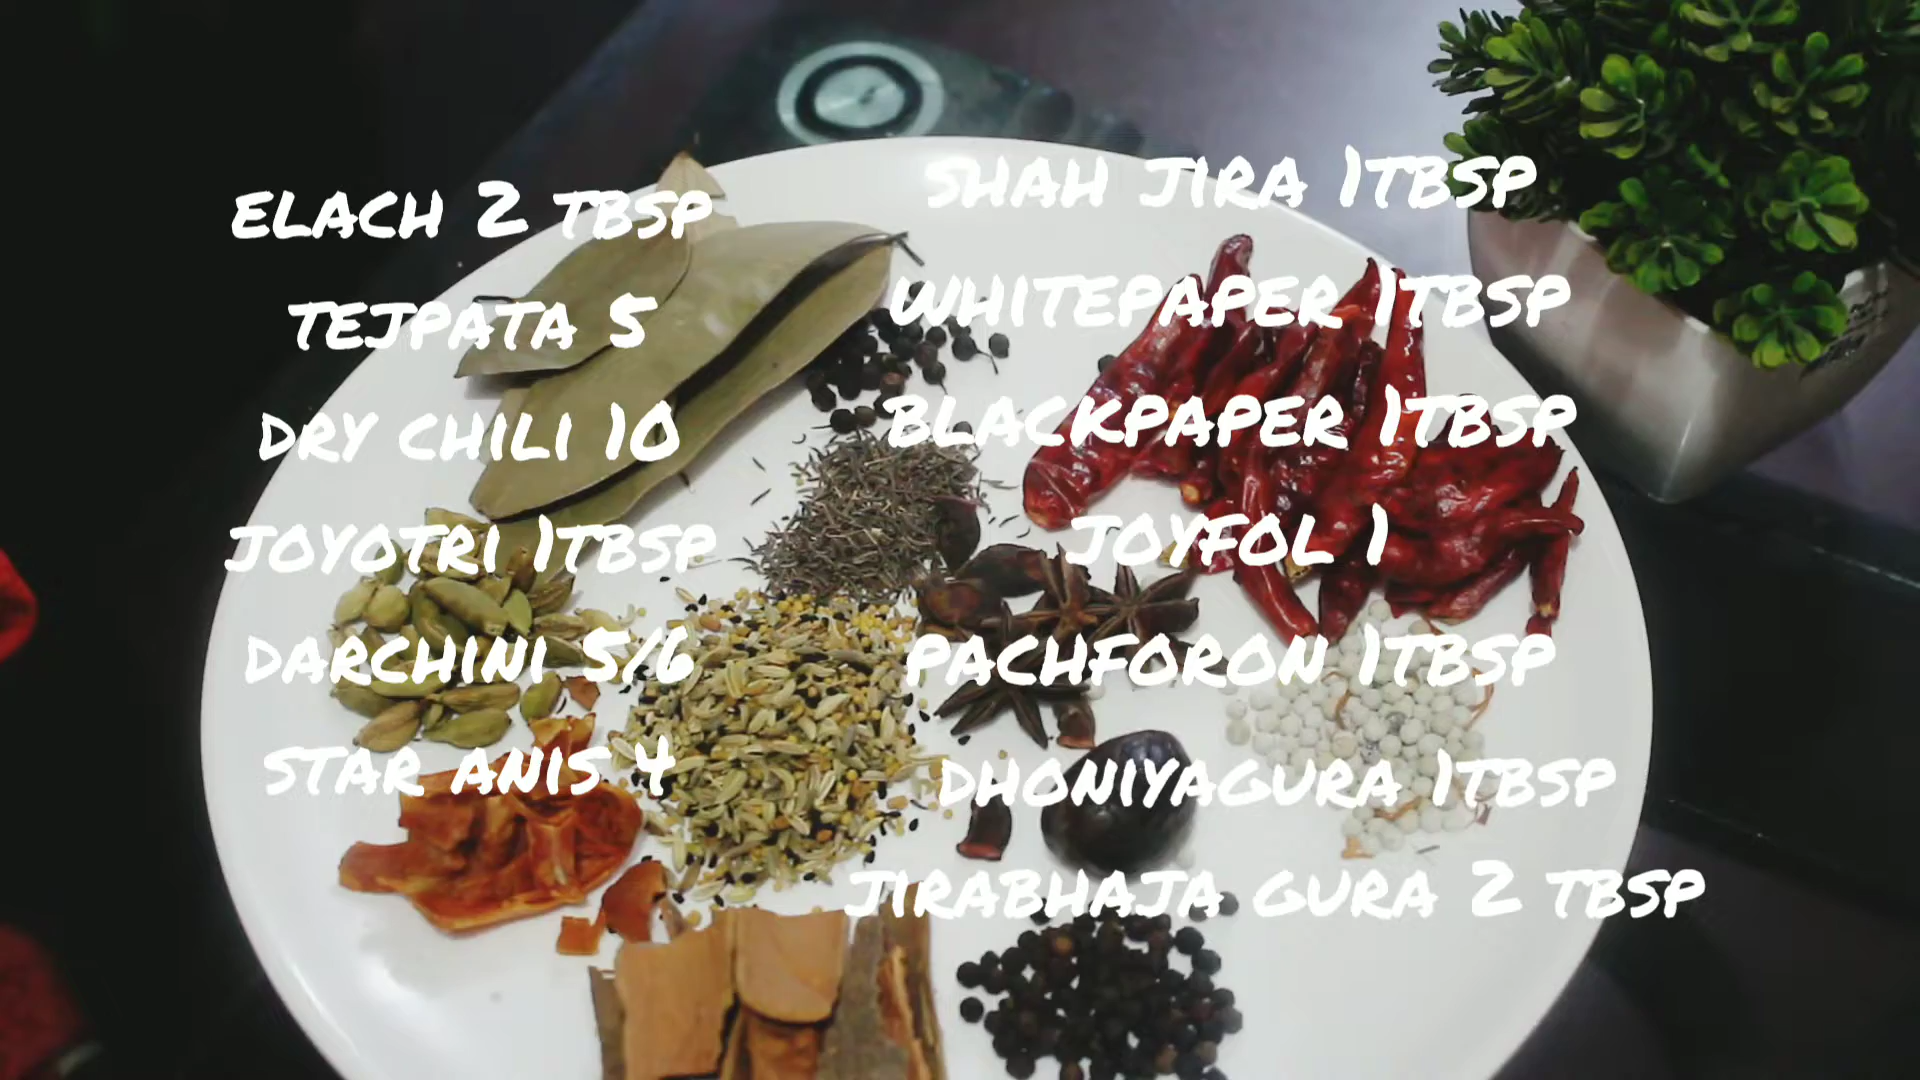 ELACH 2 TBSP
TEJPATA 5
DRY CHILI 10
JOYOTRI 1TBSP
DARCHINI 5/6
STAR ANIS 4
SHAH JIRA 1TBSP
WHITEPAPER 1TBSP
BLACKPAPER 1TBSP
JOYFOL 1
PACHFORON 1TBSP
DHONIYAGURA 1TBSP
JIRABHAJA GURA 2 TBSP